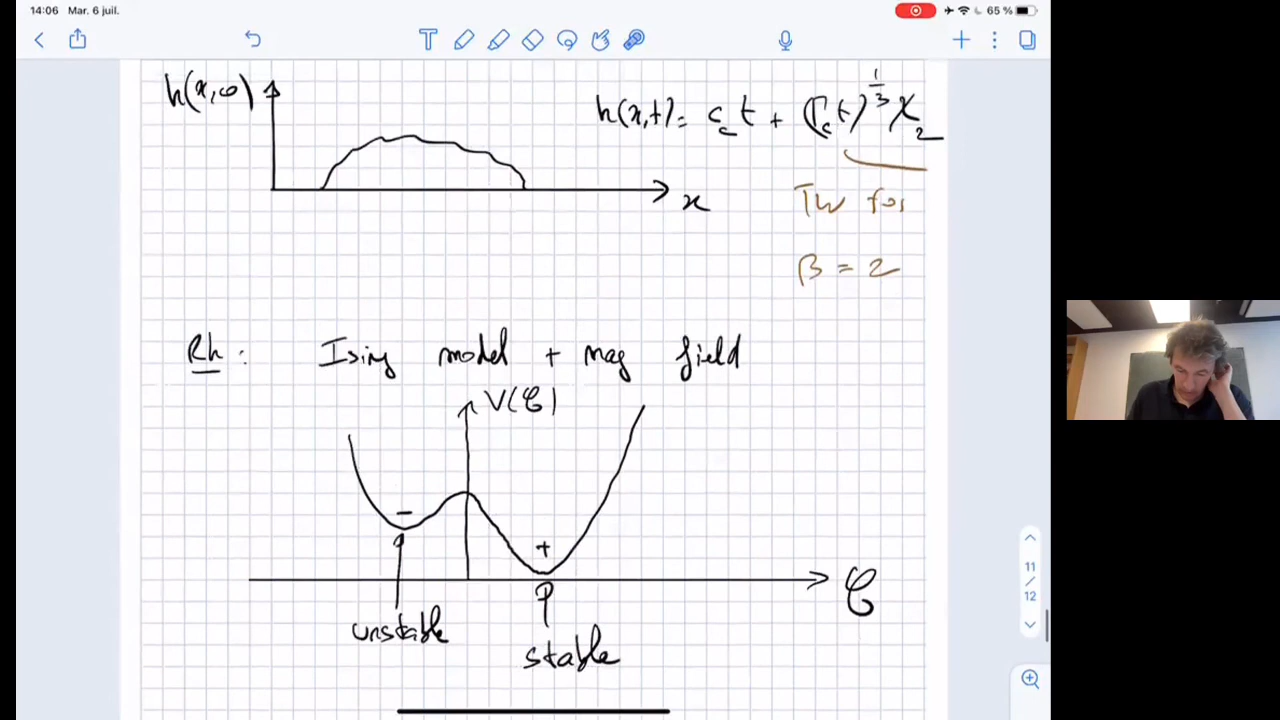 14:06 Mar. 6 juil. 65 %
h(x,∞)
h(x,t) = c_c t + (Γ_c t)^{1/3} χ_2
x
TW for
β = 2
Rk : Ising model + mag field
V(φ)
-
+
φ
unstable
stable
11
/
12